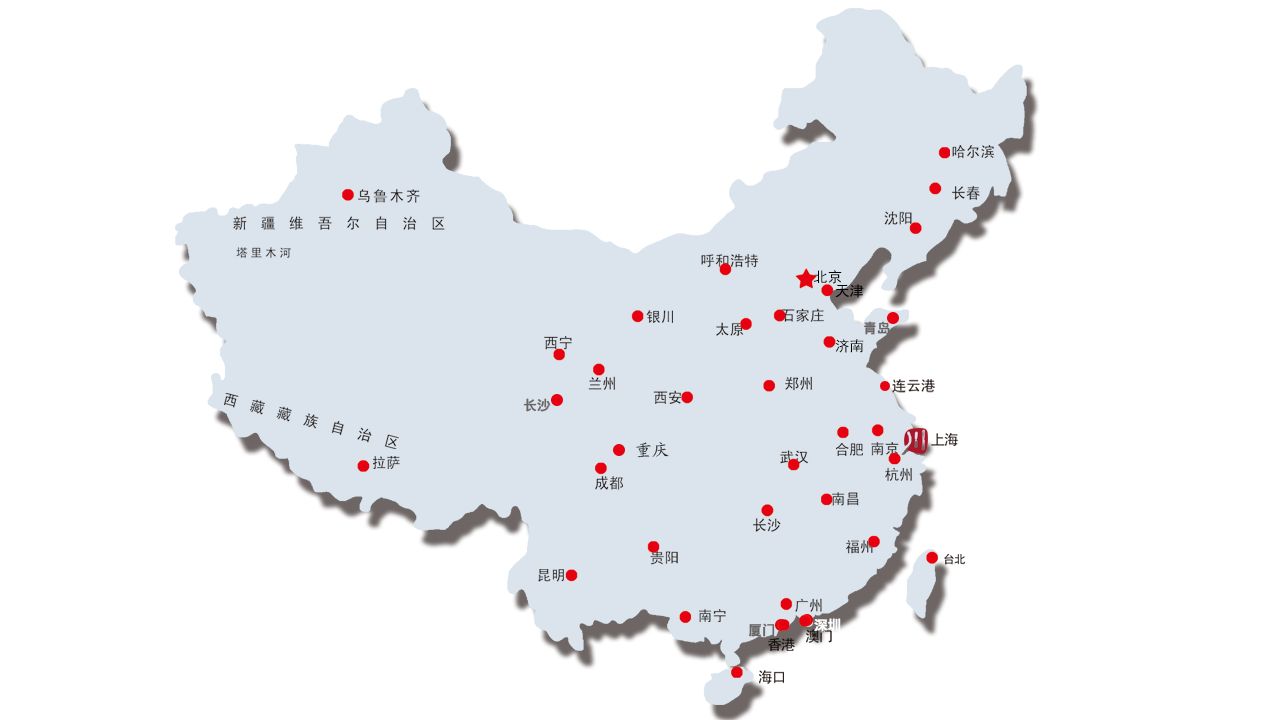 哈尔滨
长春
乌鲁木齐
沈阳
新疆维吾尔自治区
塔里木河
呼和浩特
北京
天津
银川
石家庄
太原
青岛
西宁
济南
兰州
郑州
连云港
西安
长沙
西藏藏族自治区
上海
合肥
南京
重庆
武汉
拉萨
杭州
成都
南昌
长沙
福州
贵阳
台北
昆明
广州
南宁
深圳
厦门
澳门
香港
海口